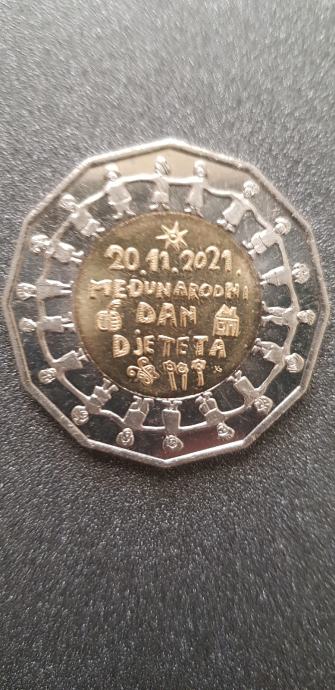 20.11.2021.
MEĐUNARODNI
DAN
DJETETA